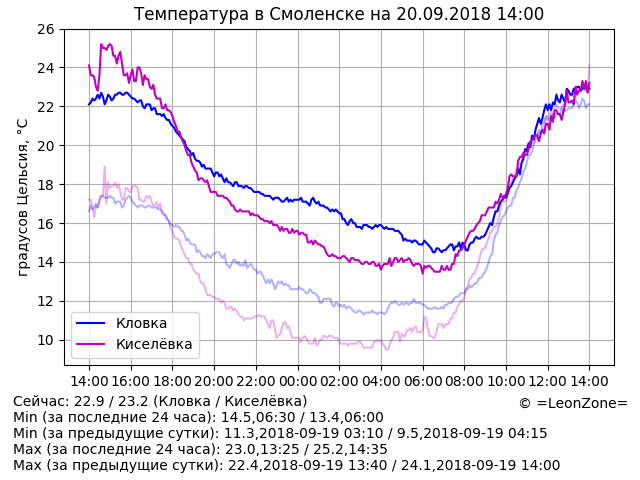 Температура в Смоленске на 20.09.2018 14:00
26
24
22
20
18
16
14
12
10
градусов Цельсия, °C
Кловка
Киселёвка
14:00 16:00 18:00 20:00 22:00 00:00 02:00 04:00 06:00 08:00 10:00 12:00 14:00
Сейчас: 22.9 / 23.2 (Кловка / Киселёвка)
© =LeonZone=
Min (за последние 24 часа): 14.5,06:30 / 13.4,06:00
Min (за предыдущие сутки): 11.3,2018-09-19 03:10 / 9.5,2018-09-19 04:15
Max (за последние 24 часа): 23.0,13:25 / 25.2,14:35
Max (за предыдущие сутки): 22.4,2018-09-19 13:40 / 24.1,2018-09-19 14:00